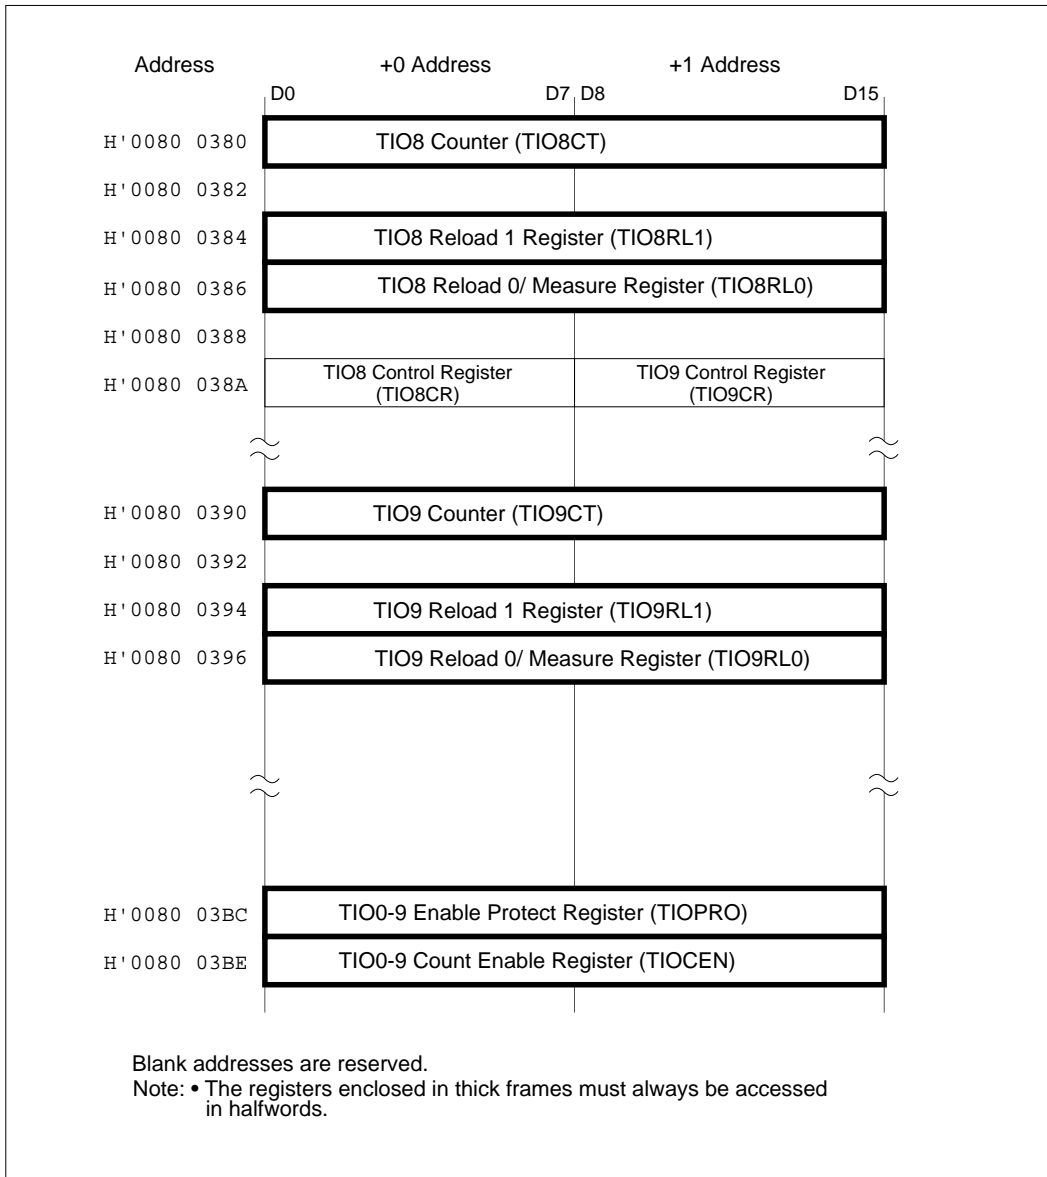 Address +0 Address +1 Address
D0 D7 D8 D15
H'0080 0380 TIO8 Counter (TIO8CT)
H'0080 0382
H'0080 0384 TIO8 Reload 1 Register (TIO8RL1)
H'0080 0386 TIO8 Reload 0/ Measure Register (TIO8RL0)
H'0080 0388
H'0080 038A TIO8 Control Register (TIO8CR) TIO9 Control Register (TIO9CR)
H'0080 0390 TIO9 Counter (TIO9CT)
H'0080 0392
H'0080 0394 TIO9 Reload 1 Register (TIO9RL1)
H'0080 0396 TIO9 Reload 0/ Measure Register (TIO9RL0)
H'0080 03BC TIO0-9 Enable Protect Register (TIOPRO)
H'0080 03BE TIO0-9 Count Enable Register (TIOCEN)
Blank addresses are reserved.
Note: • The registers enclosed in thick frames must always be accessed
in halfwords.